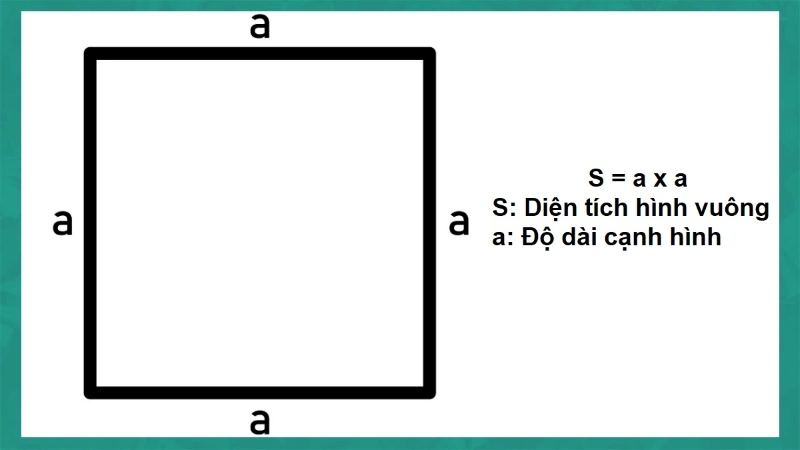 a
a
a
a
S = a x a
S: Diện tích hình vuông
a: Độ dài cạnh hình